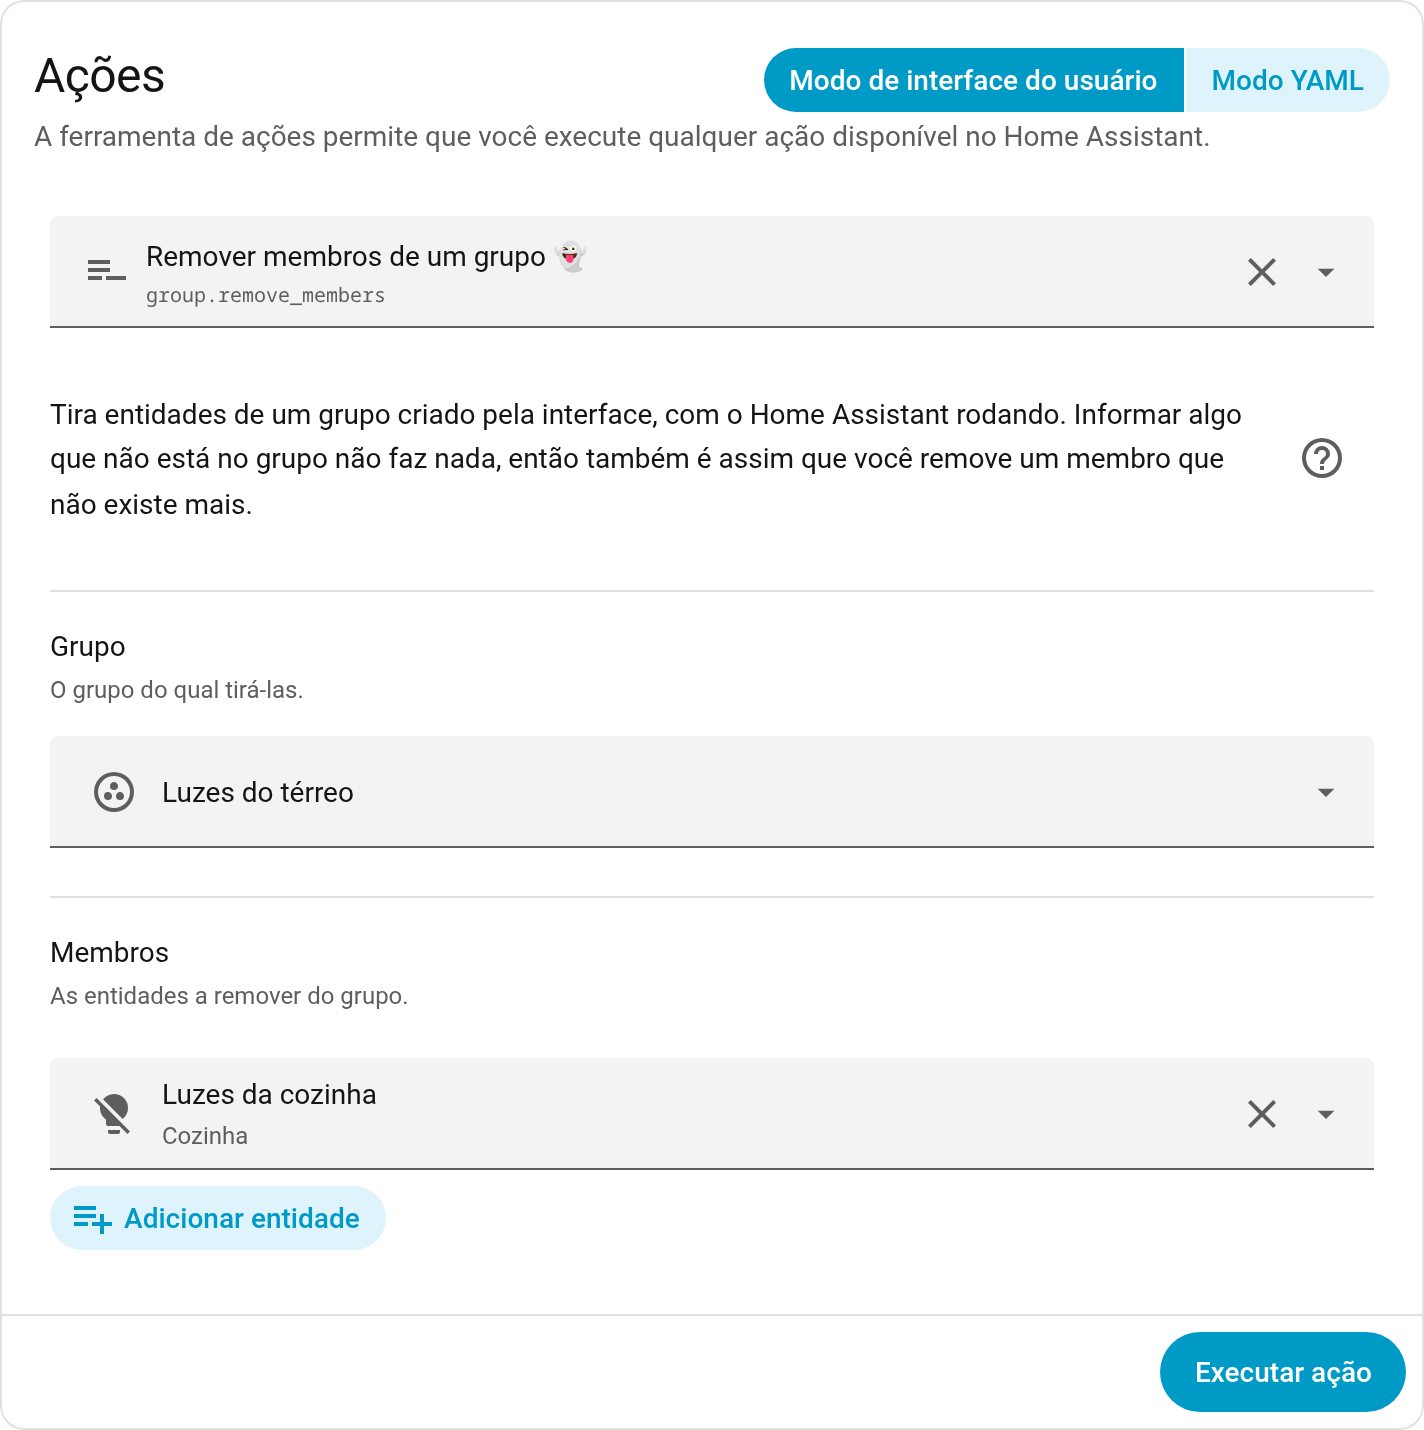 Ações
Modo de interface do usuário
Modo YAML
A ferramenta de ações permite que você execute qualquer ação disponível no Home Assistant.
Remover membros de um grupo 👻
group.remove_members
Tira entidades de um grupo criado pela interface, com o Home Assistant rodando. Informar algo
que não está no grupo não faz nada, então também é assim que você remove um membro que
não existe mais.
Grupo
O grupo do qual tirá-las.
Luzes do térreo
Membros
As entidades a remover do grupo.
Luzes da cozinha
Cozinha
Adicionar entidade
Executar ação